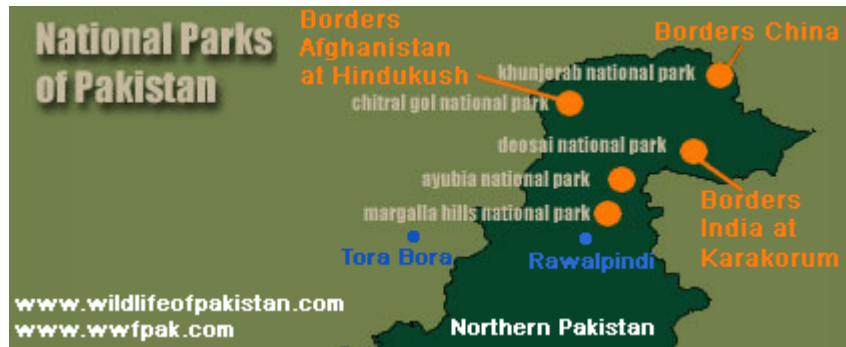 National Parks
of Pakistan
Borders
Afghanistan
at Hindukush
Borders China
khunjerab national park
chitral gol national park
deosai national park
ayubia national park
margalla hills national park
Borders
India at
Karakorum
Tora Bora
Rawalpindi
www.wildlifeofpakistan.com
www.wwfpak.com
Northern Pakistan